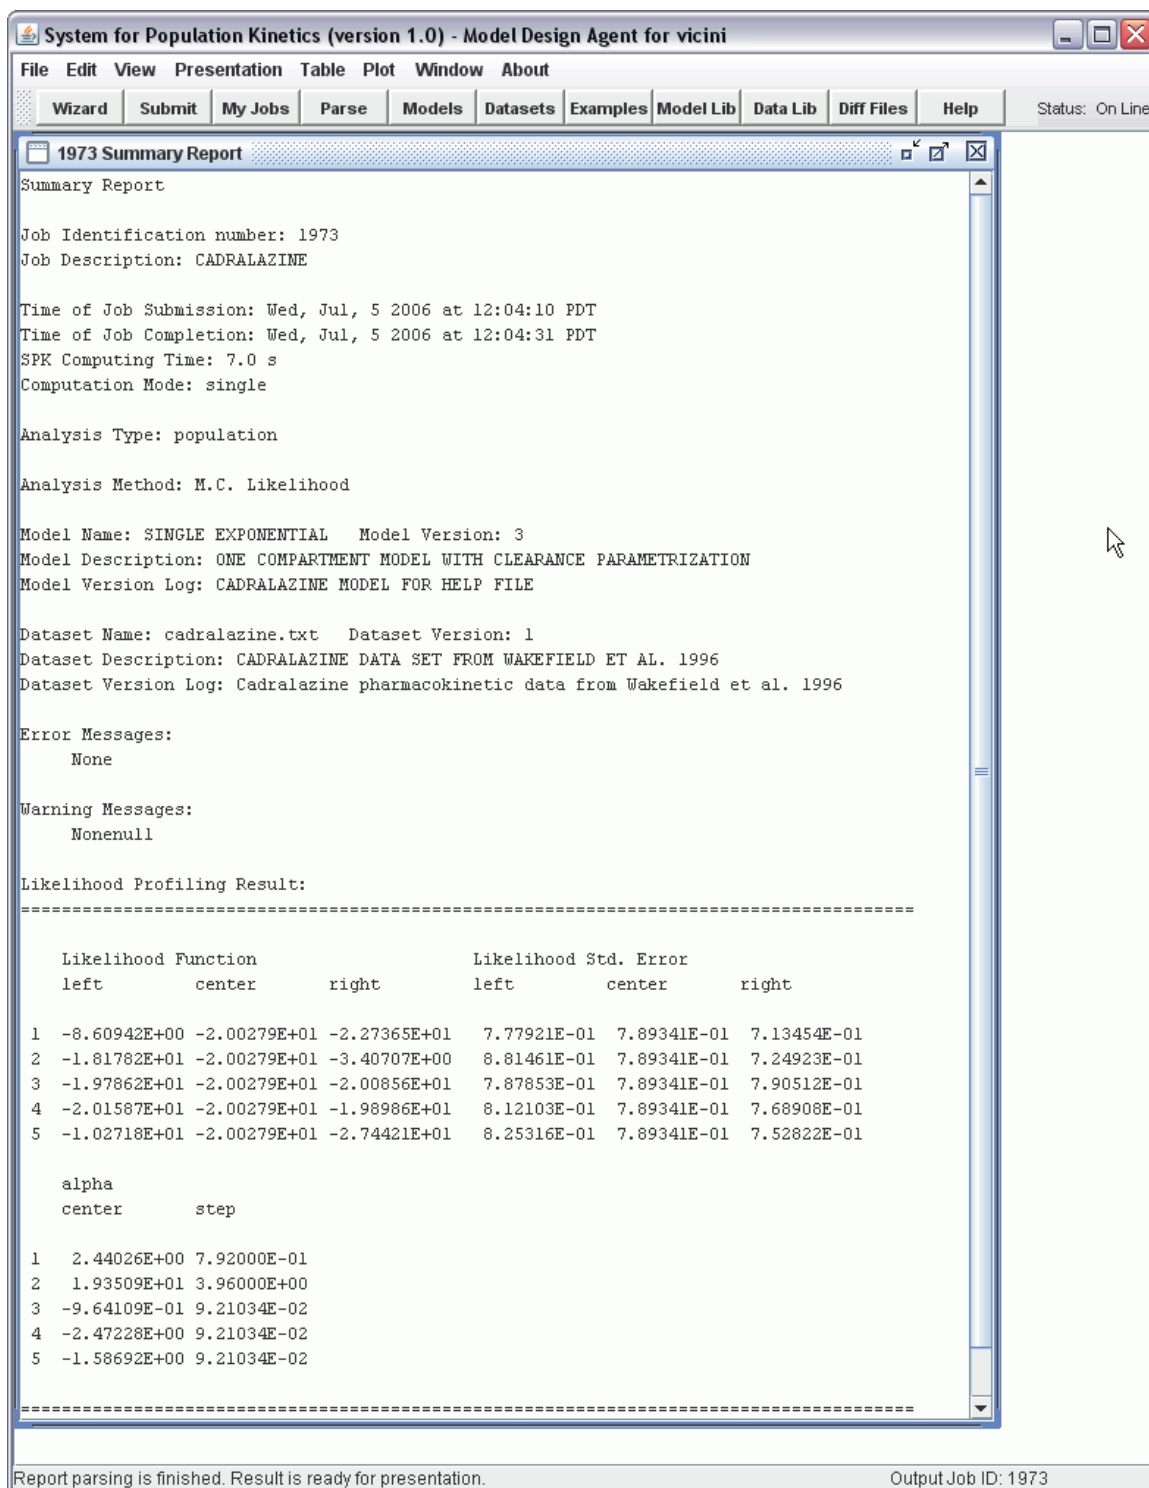 System for Population Kinetics (version 1.0) - Model Design Agent for vicini
File Edit View Presentation Table Plot Window About
Wizard Submit My Jobs Parse Models Datasets Examples Model Lib Data Lib Diff Files Help Status: On Line
1973 Summary Report
Summary Report
Job Identification number: 1973
Job Description: CADRALAZINE
Time of Job Submission: Wed, Jul, 5 2006 at 12:04:10 PDT
Time of Job Completion: Wed, Jul, 5 2006 at 12:04:31 PDT
SPK Computing Time: 7.0 s
Computation Mode: single
Analysis Type: population
Analysis Method: M.C. Likelihood
Model Name: SINGLE EXPONENTIAL   Model Version: 3
Model Description: ONE COMPARTMENT MODEL WITH CLEARANCE PARAMETRIZATION
Model Version Log: CADRALAZINE MODEL FOR HELP FILE
Dataset Name: cadralazine.txt   Dataset Version: 1
Dataset Description: CADRALAZINE DATA SET FROM WAKEFIELD ET AL. 1996
Dataset Version Log: Cadralazine pharmacokinetic data from Wakefield et al. 1996
Error Messages:
None
Warning Messages:
Nonenull
Likelihood Profiling Result:
=======================================================================================
Likelihood Function Likelihood Std. Error
left center right left center right
1 -8.60942E+00 -2.00279E+01 -2.27365E+01 7.77921E-01 7.89341E-01 7.13454E-01
2 -1.81782E+01 -2.00279E+01 -3.40707E+00 8.81461E-01 7.89341E-01 7.24923E-01
3 -1.97862E+01 -2.00279E+01 -2.00856E+01 7.87853E-01 7.89341E-01 7.90512E-01
4 -2.01587E+01 -2.00279E+01 -1.98986E+01 8.12103E-01 7.89341E-01 7.68908E-01
5 -1.02718E+01 -2.00279E+01 -2.74421E+01 8.25316E-01 7.89341E-01 7.52822E-01
alpha
center step
1 2.44026E+00 7.92000E-01
2 1.93509E+01 3.96000E+00
3 -9.64109E-01 9.21034E-02
4 -2.47228E+00 9.21034E-02
5 -1.58692E+00 9.21034E-02
=======================================================================================
Report parsing is finished. Result is ready for presentation. Output Job ID: 1973